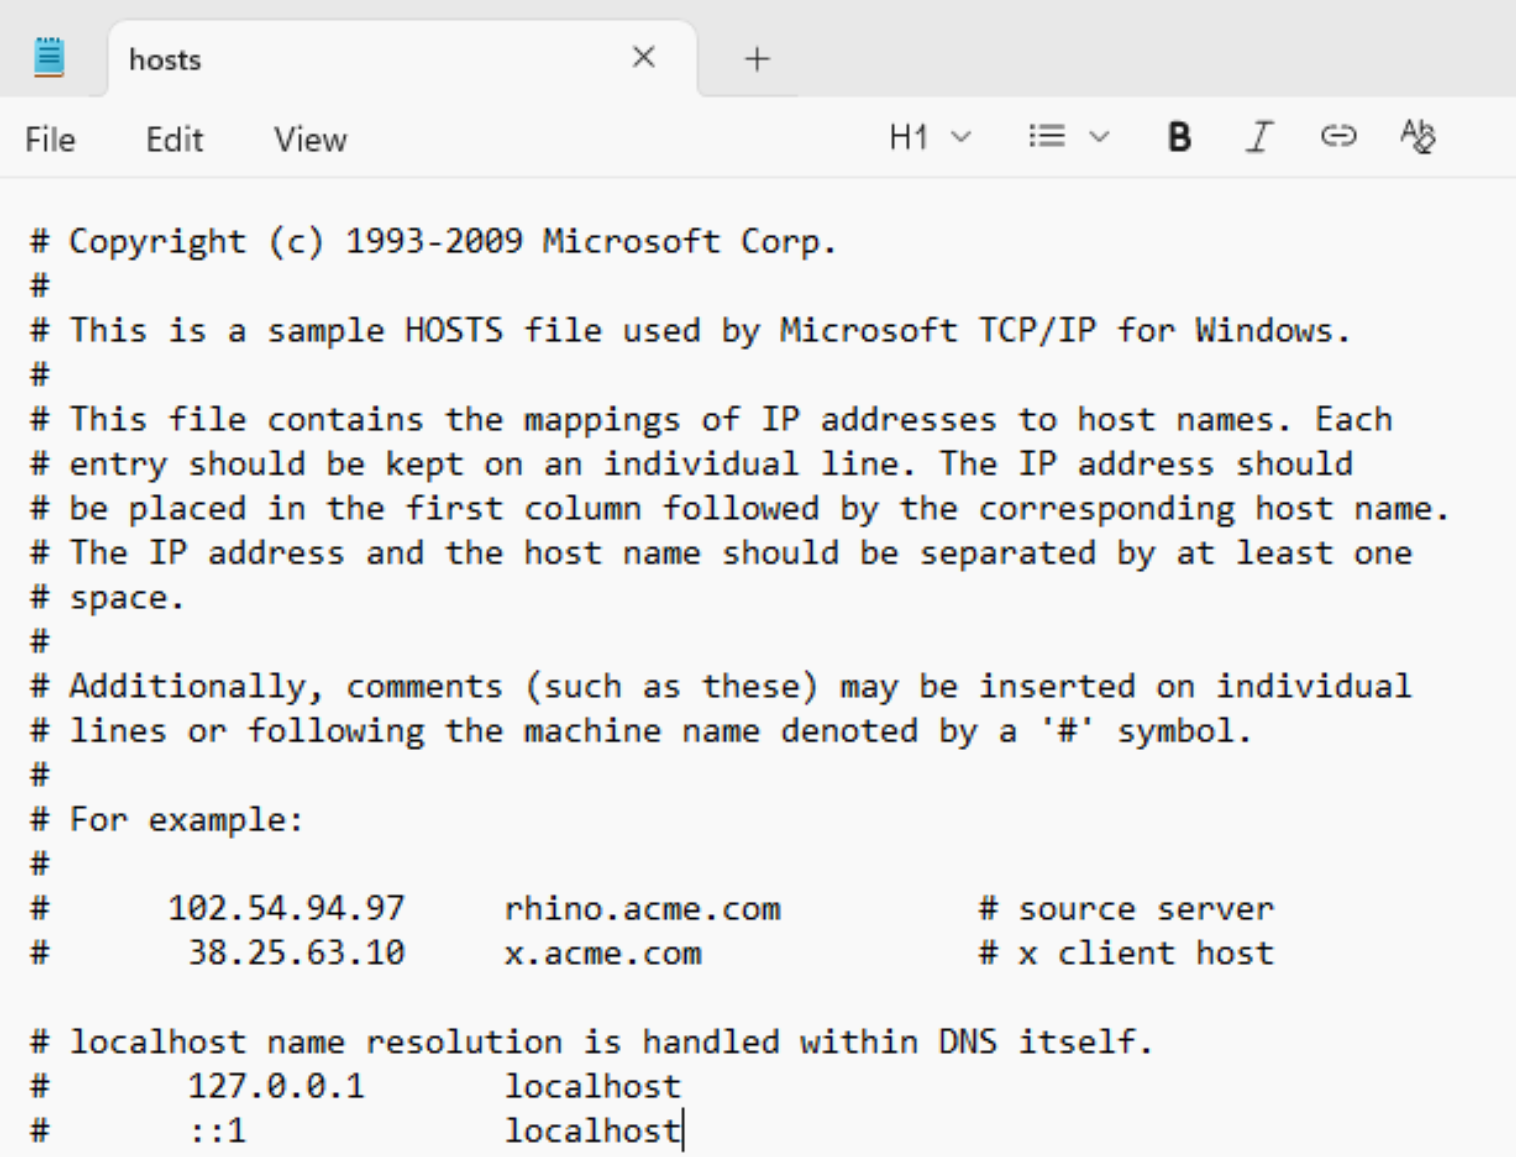 hosts
File Edit View H1 B I
# Copyright (c) 1993-2009 Microsoft Corp.
#
# This is a sample HOSTS file used by Microsoft TCP/IP for Windows.
#
# This file contains the mappings of IP addresses to host names. Each
# entry should be kept on an individual line. The IP address should
# be placed in the first column followed by the corresponding host name.
# The IP address and the host name should be separated by at least one
# space.
#
# Additionally, comments (such as these) may be inserted on individual
# lines or following the machine name denoted by a '#' symbol.
#
# For example:
#
#      102.54.94.97     rhino.acme.com          # source server
#       38.25.63.10     x.acme.com              # x client host

# localhost name resolution is handled within DNS itself.
#       127.0.0.1       localhost
#       ::1             localhost